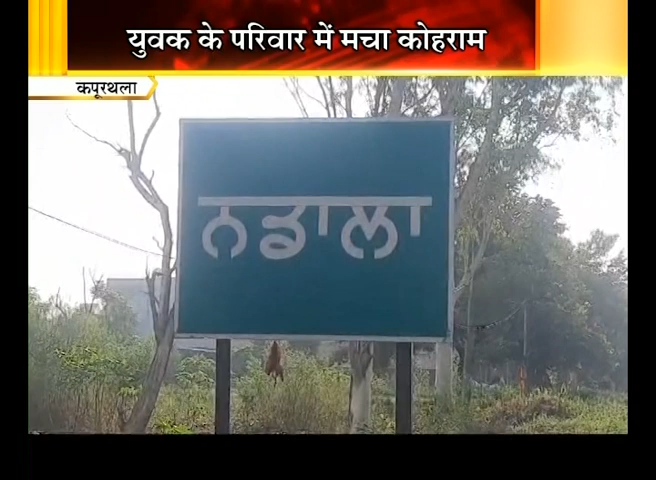 युवक के परिवार में मचा कोहराम
कपूरथला
ਨਡਾਲਾ